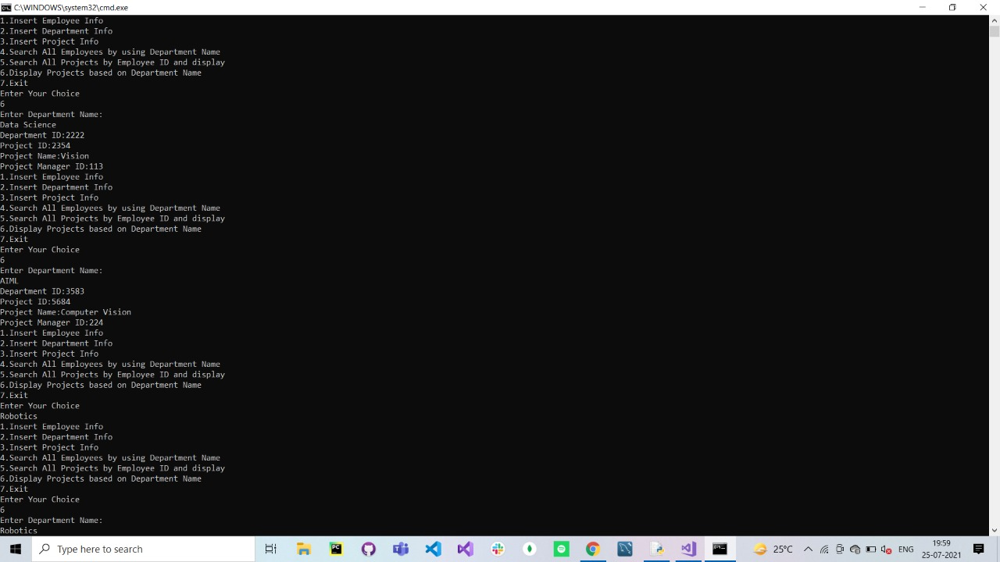 C:\WINDOWS\system32\cmd.exe
1.Insert Employee Info
2.Insert Department Info
3.Insert Project Info
4.Search All Employees by using Department Name
5.Search All Projects by Employee ID and display
6.Display Projects based on Department Name
7.Exit
Enter Your Choice
6
Enter Department Name:
Data Science
Department ID:2222
Project ID:2354
Project Name:Vision
Project Manager ID:113
1.Insert Employee Info
2.Insert Department Info
3.Insert Project Info
4.Search All Employees by using Department Name
5.Search All Projects by Employee ID and display
6.Display Projects based on Department Name
7.Exit
Enter Your Choice
6
Enter Department Name:
AIML
Department ID:3583
Project ID:5684
Project Name:Computer Vision
Project Manager ID:224
1.Insert Employee Info
2.Insert Department Info
3.Insert Project Info
4.Search All Employees by using Department Name
5.Search All Projects by Employee ID and display
6.Display Projects based on Department Name
7.Exit
Enter Your Choice
Robotics
1.Insert Employee Info
2.Insert Department Info
3.Insert Project Info
4.Search All Employees by using Department Name
5.Search All Projects by Employee ID and display
6.Display Projects based on Department Name
7.Exit
Enter Your Choice
6
Enter Department Name:
Robotics
Type here to search
PC
25°C
ENG
19:59
25-07-2021